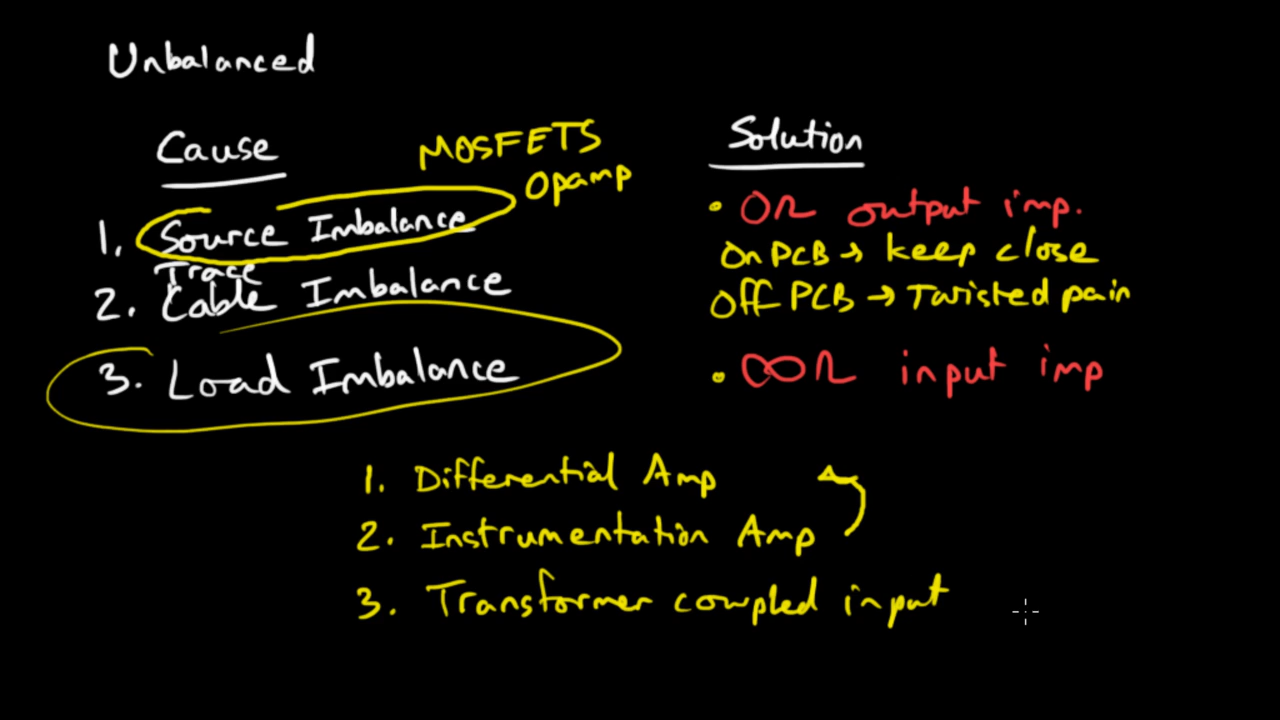 Unbalanced
Cause
MOSFETS
Opamp
1. Source Imbalance
Trace
2. Cable Imbalance
3. Load Imbalance
Solution
• 0Ω output imp.
On PCB → keep close
Off PCB → Twisted pair
• ∞Ω input imp
1. Differential Amp
2. Instrumentation Amp
3. Transformer coupled input